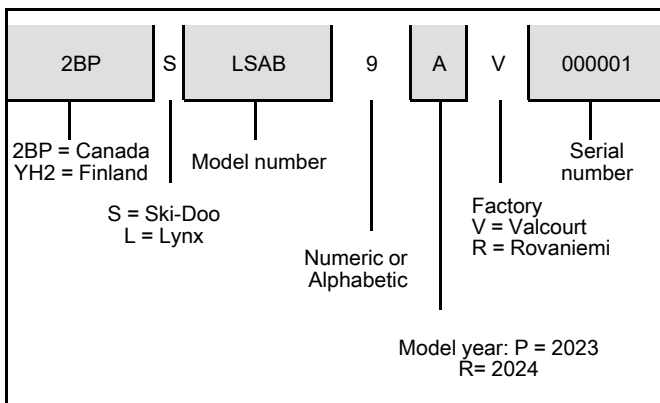 2BP S LSAB 9 A V 000001
2BP = Canada
YH2 = Finland
Model number
Serial
number
S = Ski-Doo
L = Lynx
Factory
V = Valcourt
R = Rovaniemi
Numeric or
Alphabetic
Model year: P = 2023
R= 2024